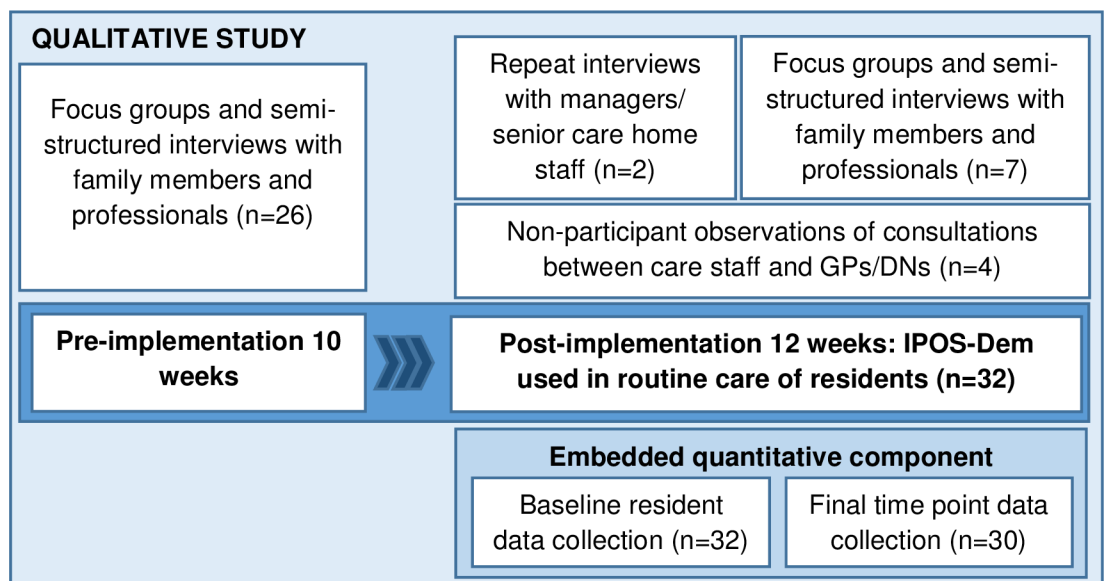 QUALITATIVE STUDY
Focus groups and semi-
structured interviews with
family members and
professionals (n=26)
Repeat interviews
with managers/
senior care home
staff (n=2)
Focus groups and semi-
structured interviews with
family members and
professionals (n=7)
Non-participant observations of consultations
between care staff and GPs/DNs (n=4)
Pre-implementation 10
weeks
Post-implementation 12 weeks: IPOS-Dem
used in routine care of residents (n=32)
Embedded quantitative component
Baseline resident
data collection (n=32)
Final time point data
collection (n=30)